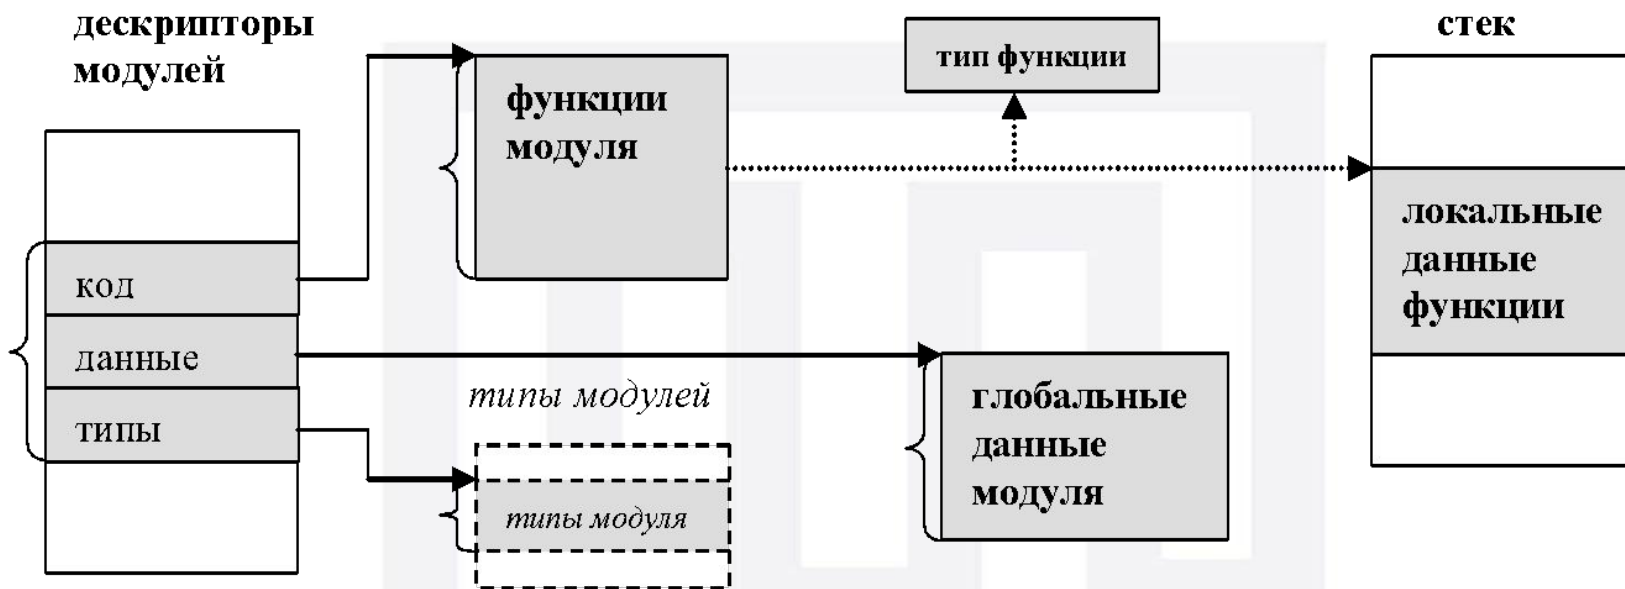 дескрипторы
модулей
код
данные
типы
функции
модуля
типы модулей
типы модуля
тип функции
глобальные
данные
модуля
стек
локальные
данные
функции